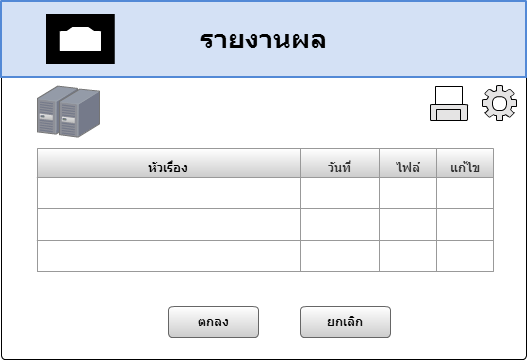 รายงานผล
หัวเรื่อง วันที่ ไฟล์ แก้ไข
ตกลง ยกเลิก